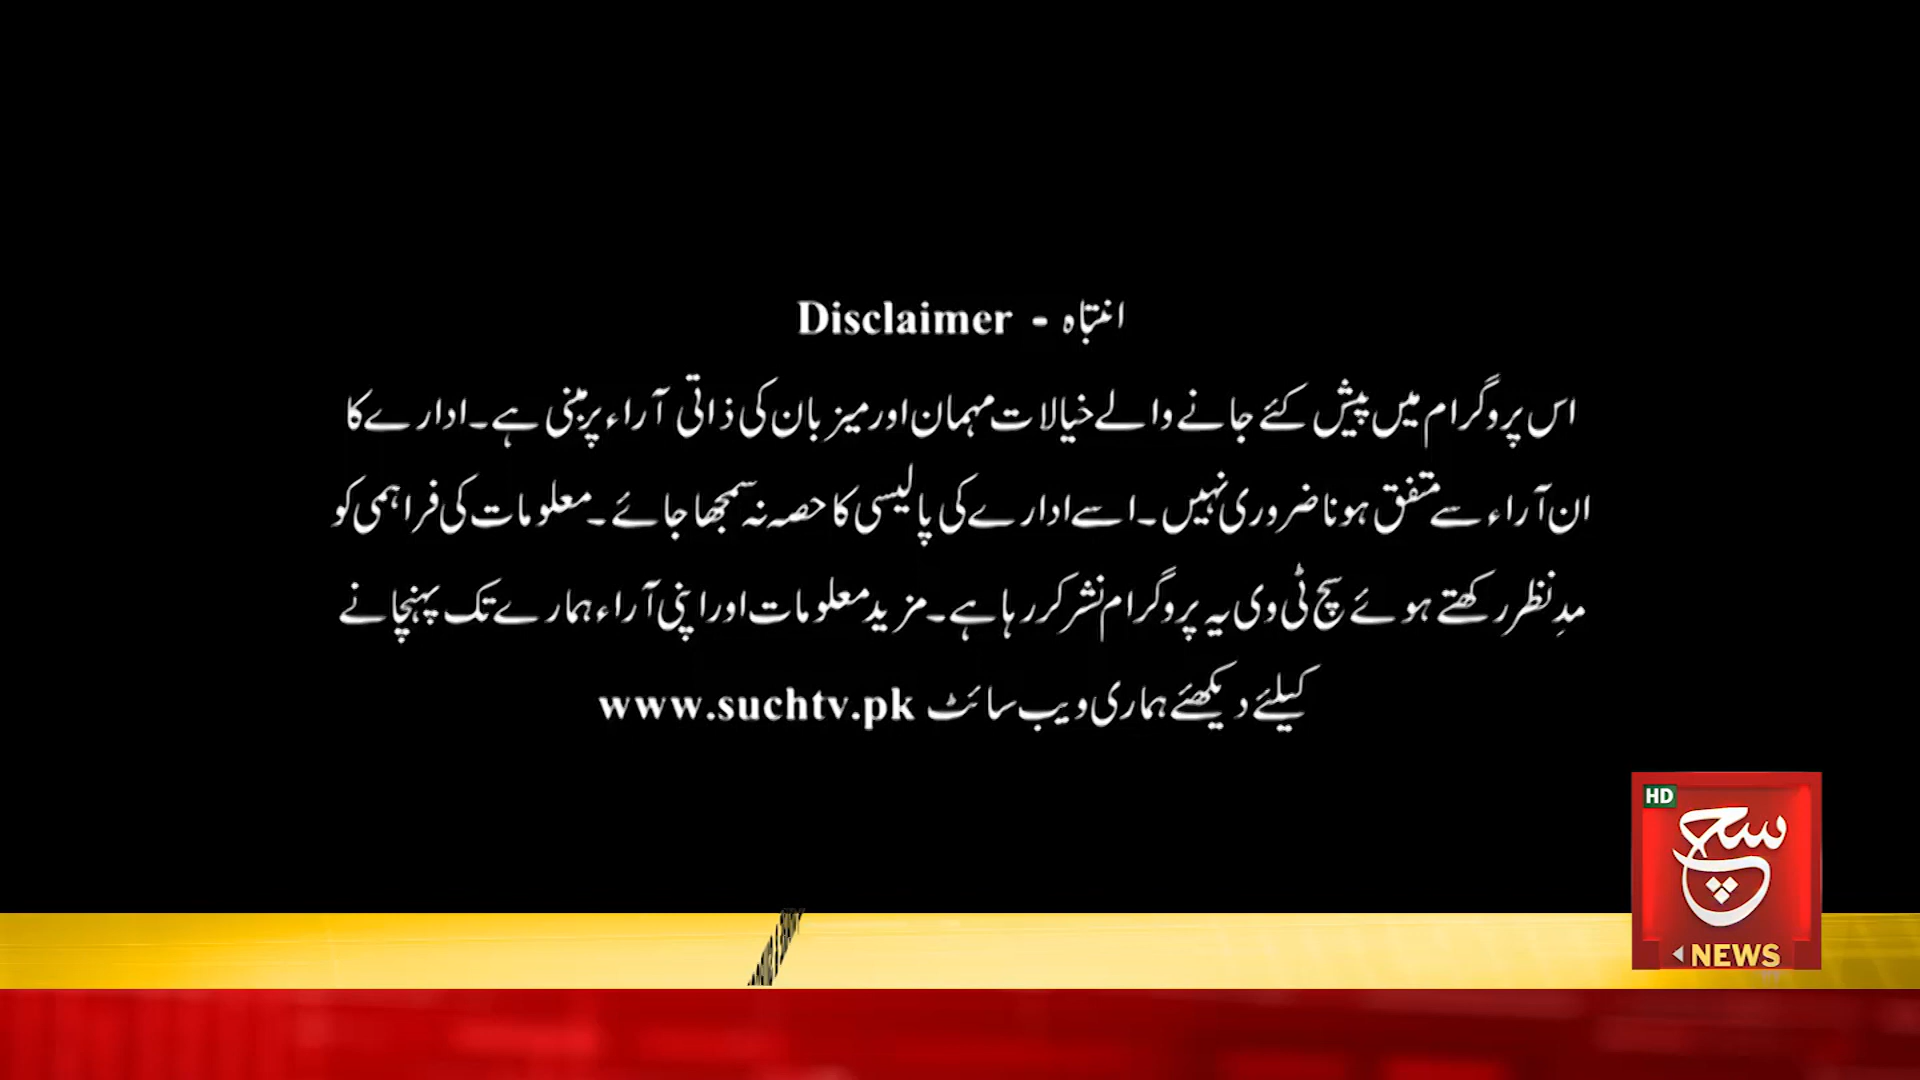 انتباہ - Disclaimer
اس پروگرام میں پیش کئے جانے والے خیالات مہمان اور میزبان کی ذاتی آراء پر مبنی ہے۔ ادارے کا
ان آراء سے متفق ہونا ضروری نہیں۔ اسے ادارے کی پالیسی کا حصہ نہ سمجھا جائے۔ معلومات کی فراہمی کو
مدِنظر رکھتے ہوئے سچ ٹی وی یہ پروگرام نشر کر رہا ہے۔ مزید معلومات اور اپنی آراء ہمارے تک پہنچانے
کیلئے دیکھئے ہماری ویب سائٹ www.suchtv.pk
HD
سچ
NEWS